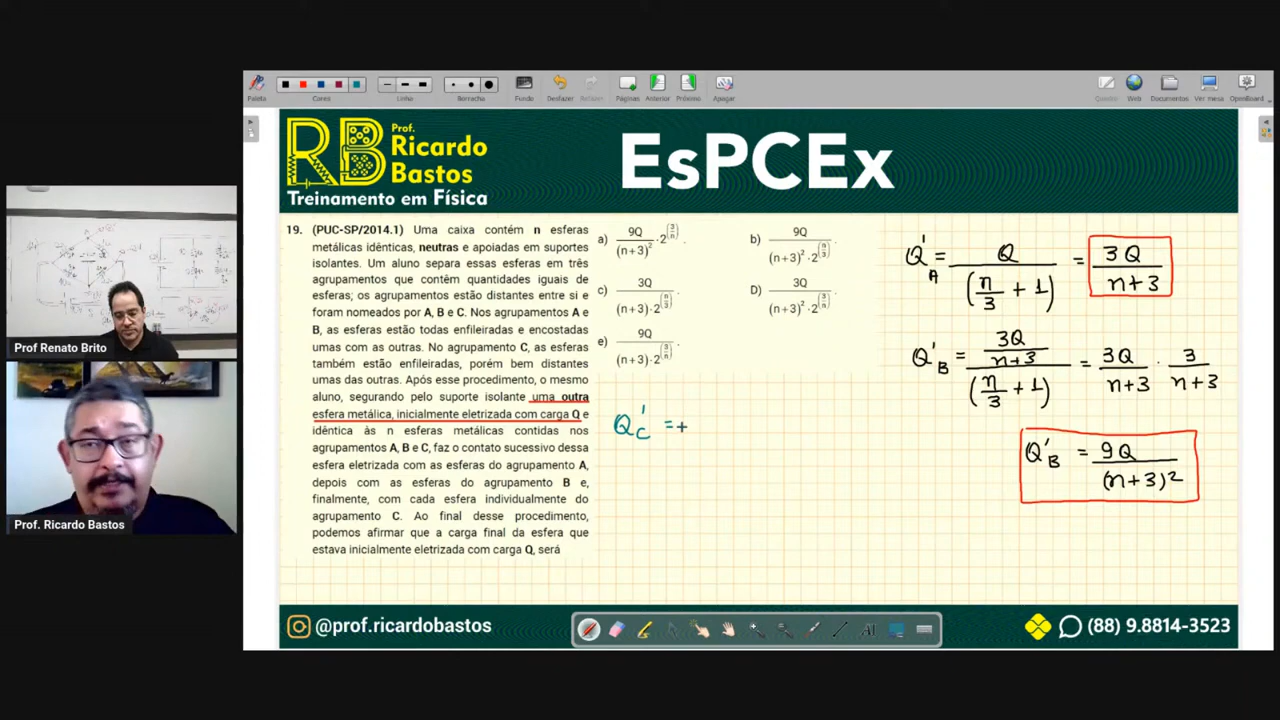 Paleta
Cores
Linha
Borracha
Fundo
Desfazer
Refazer
Páginas
Anterior
Próximo
Apagar
Quadro
Web
Documentos
Ver mesa
OpenBoard
RB
Prof.
Ricardo
Bastos
Treinamento em Física
EsPCEx
19. (PUC-SP/2014.1) Uma caixa contém n esferas
metálicas idênticas, neutras e apoiadas em suportes
isolantes. Um aluno separa essas esferas em três
agrupamentos que contêm quantidades iguais de
esferas; os agrupamentos estão distantes entre si e
foram nomeados por A, B e C. Nos agrupamentos A e
B, as esferas estão todas enfileiradas e encostadas
umas com as outras. No agrupamento C, as esferas
também estão enfileiradas, porém bem distantes
umas das outras. Após esse procedimento, o mesmo
aluno, segurando pelo suporte isolante uma outra
esfera metálica, inicialmente eletrizada com carga Q e
idêntica às n esferas metálicas contidas nos
agrupamentos A, B e C, faz o contato sucessivo dessa
esfera eletrizada com as esferas do agrupamento A,
depois com as esferas do agrupamento B e,
finalmente, com cada esfera individualmente do
agrupamento C. Ao final desse procedimento,
podemos afirmar que a carga final da esfera que
estava inicialmente eletrizada com carga Q, será
a) 9Q/(n+3)²·2^(3/n).
b) 9Q/(n+3)²·2^(n/3).
c) 3Q/(n+3)·2^(n/3).
D) 3Q/(n+3)²·2^(3/n).
e) 9Q/(n+3)·2^(3/n).
Q'A = Q/(n/3 + 1) = 3Q/n+3
Q'B = (3Q/n+3)/(n/3 + 1) = 3Q/n+3 · 3/n+3
Q'B = 9Q/(n+3)²
Q'C =
Prof Renato Brito
Prof. Ricardo Bastos
@prof.ricardobastos
(88) 9.8814-3523